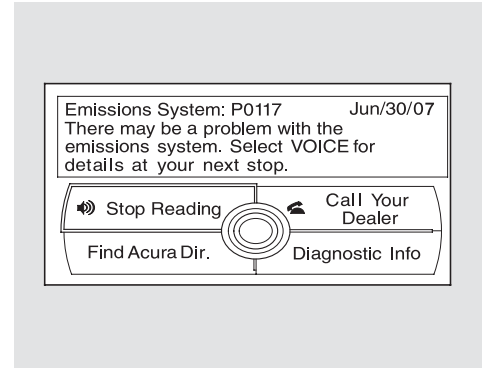 Emissions System: P0117 Jun/30/07
There may be a problem with the
emissions system. Select VOICE for
details at your next stop.
Stop Reading
Call Your
Dealer
Find Acura Dir.
Diagnostic Info